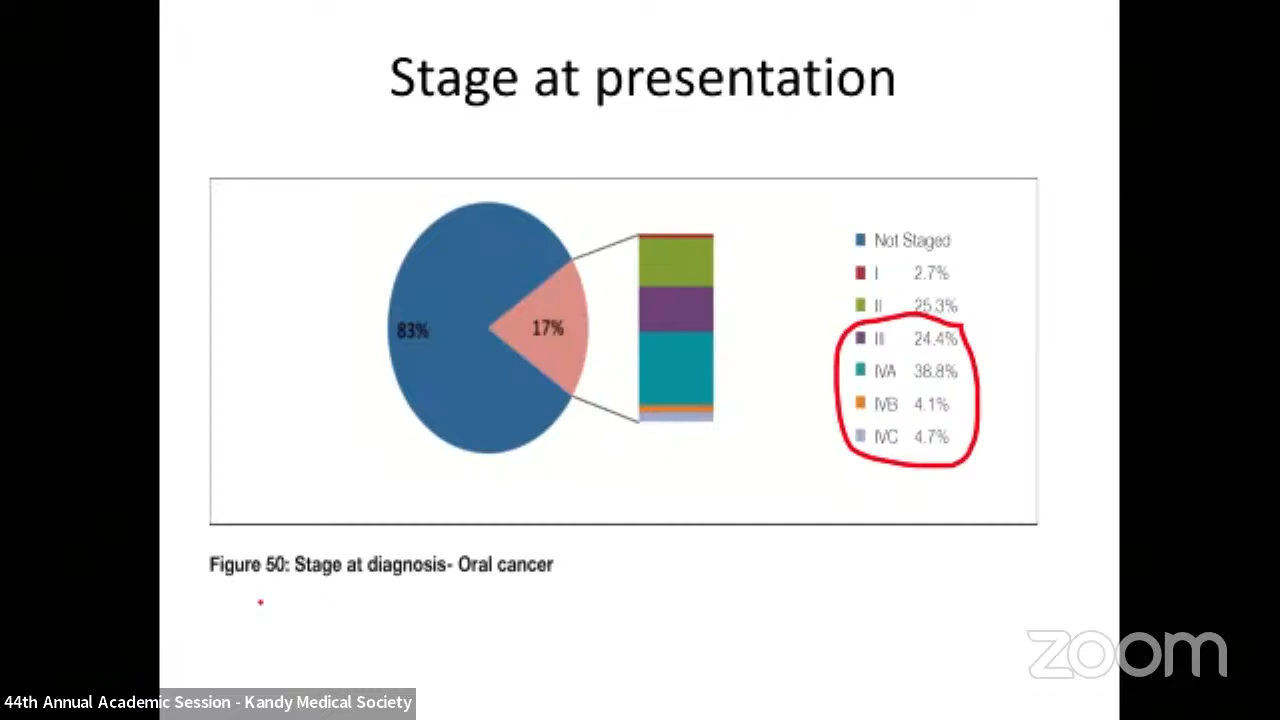 Stage at presentation
83%
17%
Not Staged
I 2.7%
II 25.3%
III 24.4%
IVA 38.8%
IVB 4.1%
IVC 4.7%
Figure 50: Stage at diagnosis- Oral cancer
zoom
44th Annual Academic Session - Kandy Medical Society